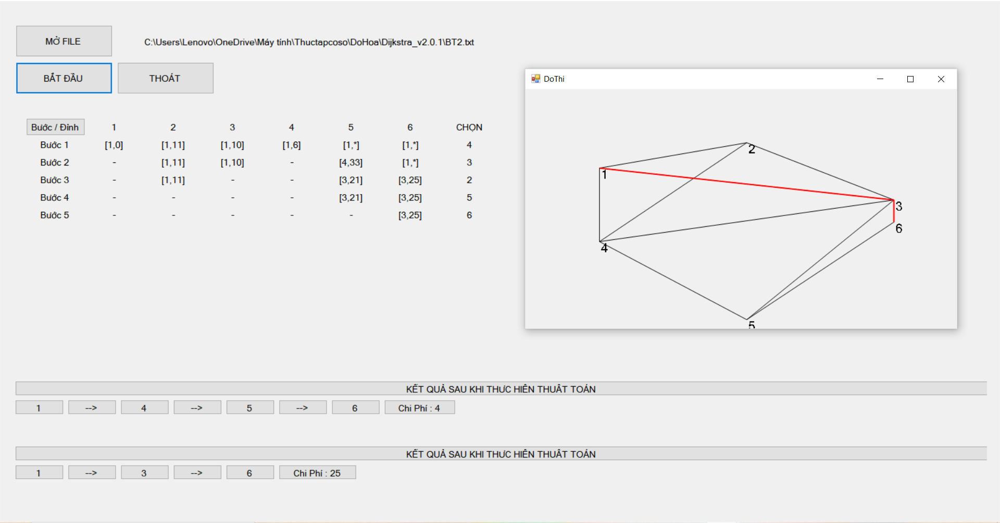 MỞ FILE
C:\Users\Lenovo\OneDrive\Máy tính\Thuctapcoso\DoHoa\Dijkstra_v2.0.1\BT2.txt
BẮT ĐẦU THOÁT
Bước / Đỉnh 1 2 3 4 5 6 CHỌN
Bước 1 [1,0] [1,11] [1,10] [1,6] [1,*] [1,*] 4
Bước 2 - [1,11] [1,10] - [4,33] [1,*] 3
Bước 3 - [1,11] - - [3,21] [3,25] 2
Bước 4 - - - - [3,21] [3,25] 5
Bước 5 - - - - - [3,25] 6
DoThi
2
1
3
6
4
5
KẾT QUẢ SAU KHI THỰC HIỆN THUẬT TOÁN
1 --> 4 --> 5 --> 6 Chi Phí : 4
KẾT QUẢ SAU KHI THỰC HIỆN THUẬT TOÁN
1 --> 3 --> 6 Chi Phí : 25